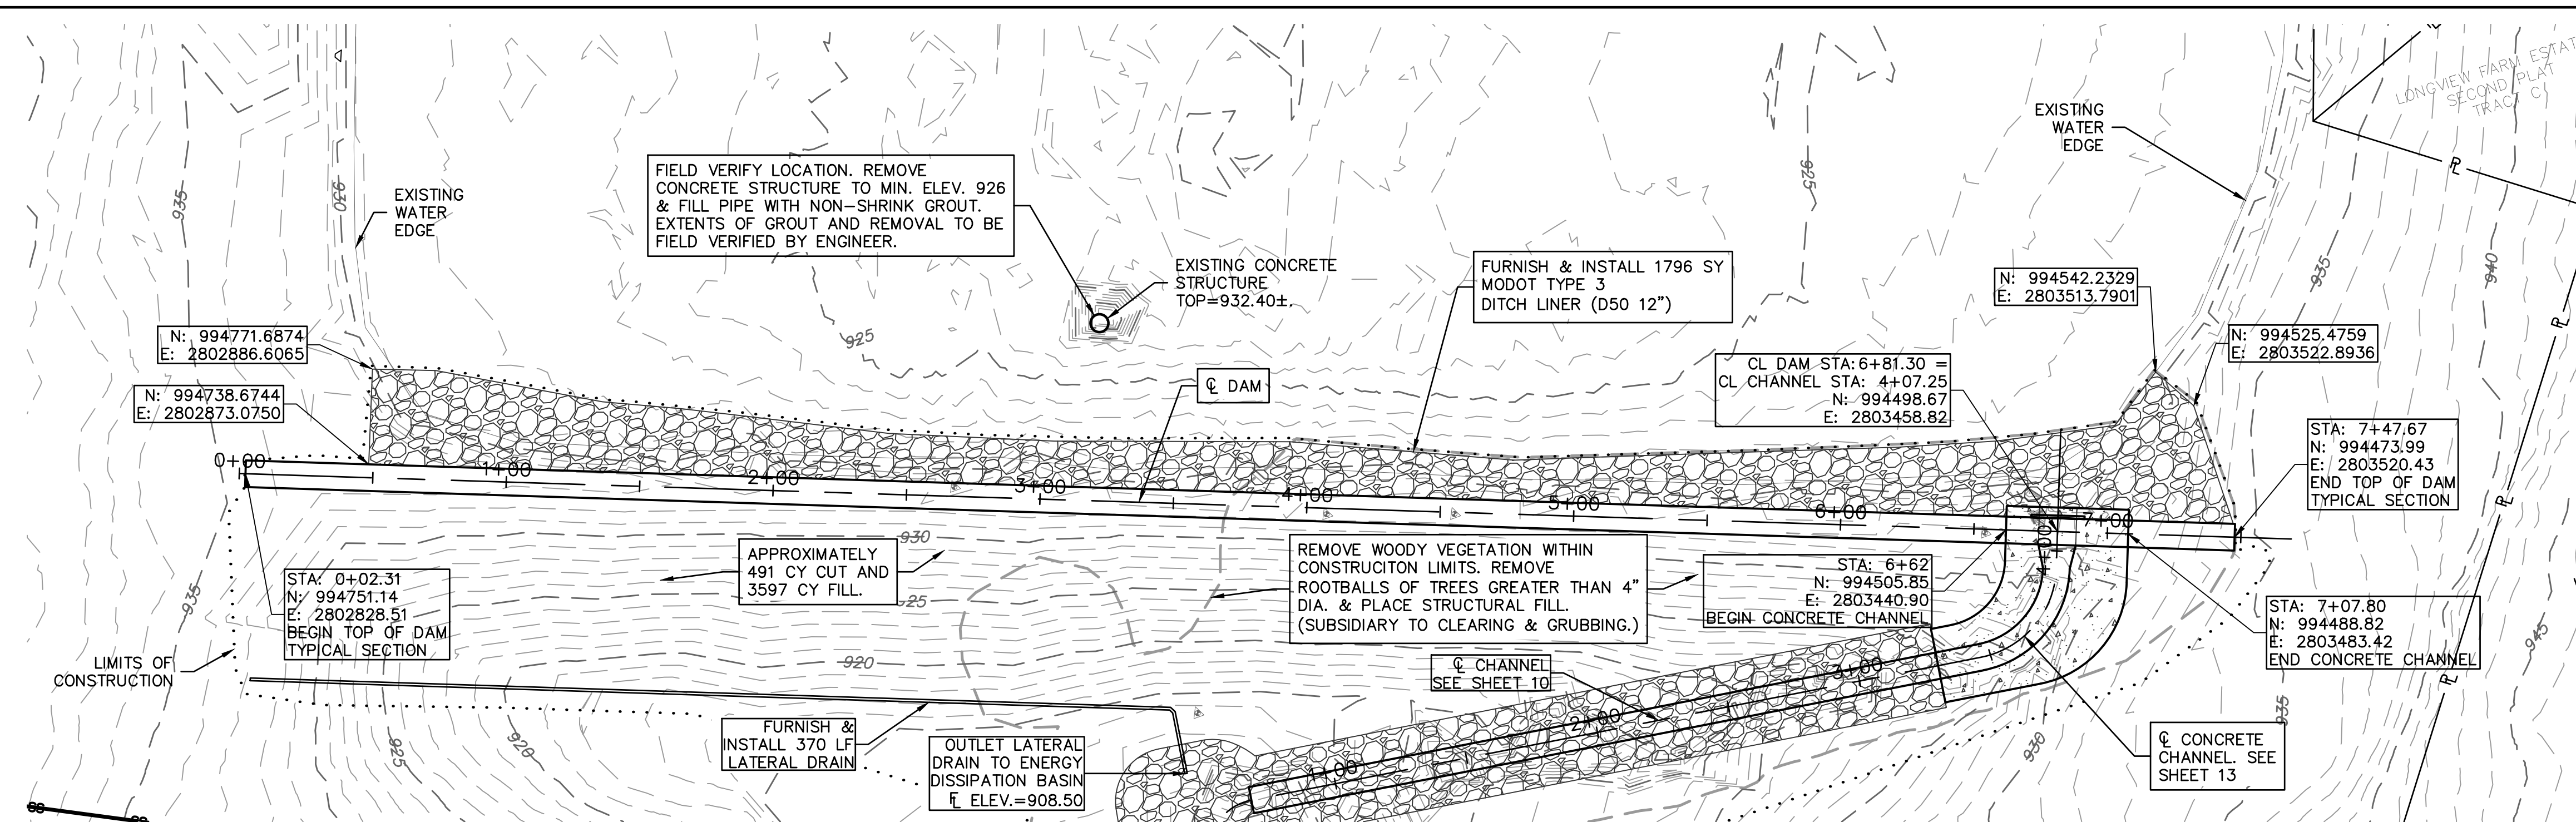 LONGVIEW FARM ESTAT
SECOND PLAT
TRACT C
EXISTING
WATER
EDGE
935
930
EXISTING
WATER
EDGE
FIELD VERIFY LOCATION. REMOVE
CONCRETE STRUCTURE TO MIN. ELEV. 926
& FILL PIPE WITH NON-SHRINK GROUT.
EXTENTS OF GROUT AND REMOVAL TO BE
FIELD VERIFIED BY ENGINEER.
EXISTING CONCRETE
STRUCTURE
TOP=932.40±.
925
925
FURNISH & INSTALL 1796 SY
MODOT TYPE 3
DITCH LINER (D50 12")
N: 994542.2329
E: 2803513.7901
935
940
N: 994525.4759
E: 2803522.8936
N: 994771.6874
E: 2802886.6065
N: 994738.6744
E: 2802873.0750
℄ DAM
CL DAM STA:6+81.30 =
CL CHANNEL STA: 4+07.25
N: 994498.67
E: 2803458.82
STA: 7+47.67
N: 994473.99
E: 2803520.43
END TOP OF DAM
TYPICAL SECTION
0+00
1+00
2+00
3+00
4+00
5+00
6+00
7+00
4+00
930
925
920
APPROXIMATELY
491 CY CUT AND
3597 CY FILL.
REMOVE WOODY VEGETATION WITHIN
CONSTRUCITON LIMITS. REMOVE
ROOTBALLS OF TREES GREATER THAN 4"
DIA. & PLACE STRUCTURAL FILL.
(SUBSIDIARY TO CLEARING & GRUBBING.)
STA: 6+62
N: 994505.85
E: 2803440.90
BEGIN CONCRETE CHANNEL
STA: 7+07.80
N: 994488.82
E: 2803483.42
END CONCRETE CHANNEL
STA: 0+02.31
N: 994751.14
E: 2802828.51
BEGIN TOP OF DAM
TYPICAL SECTION
935
LIMITS OF
CONSTRUCTION
925
920
FURNISH &
INSTALL 370 LF
LATERAL DRAIN
OUTLET LATERAL
DRAIN TO ENERGY
DISSIPATION BASIN
FL ELEV.=908.50
℄ CHANNEL
SEE SHEET 10
1+00
2+00
3+00
℄ CONCRETE
CHANNEL. SEE
SHEET 13
930
935
945
PL
PL
PL
PL
SS
SS